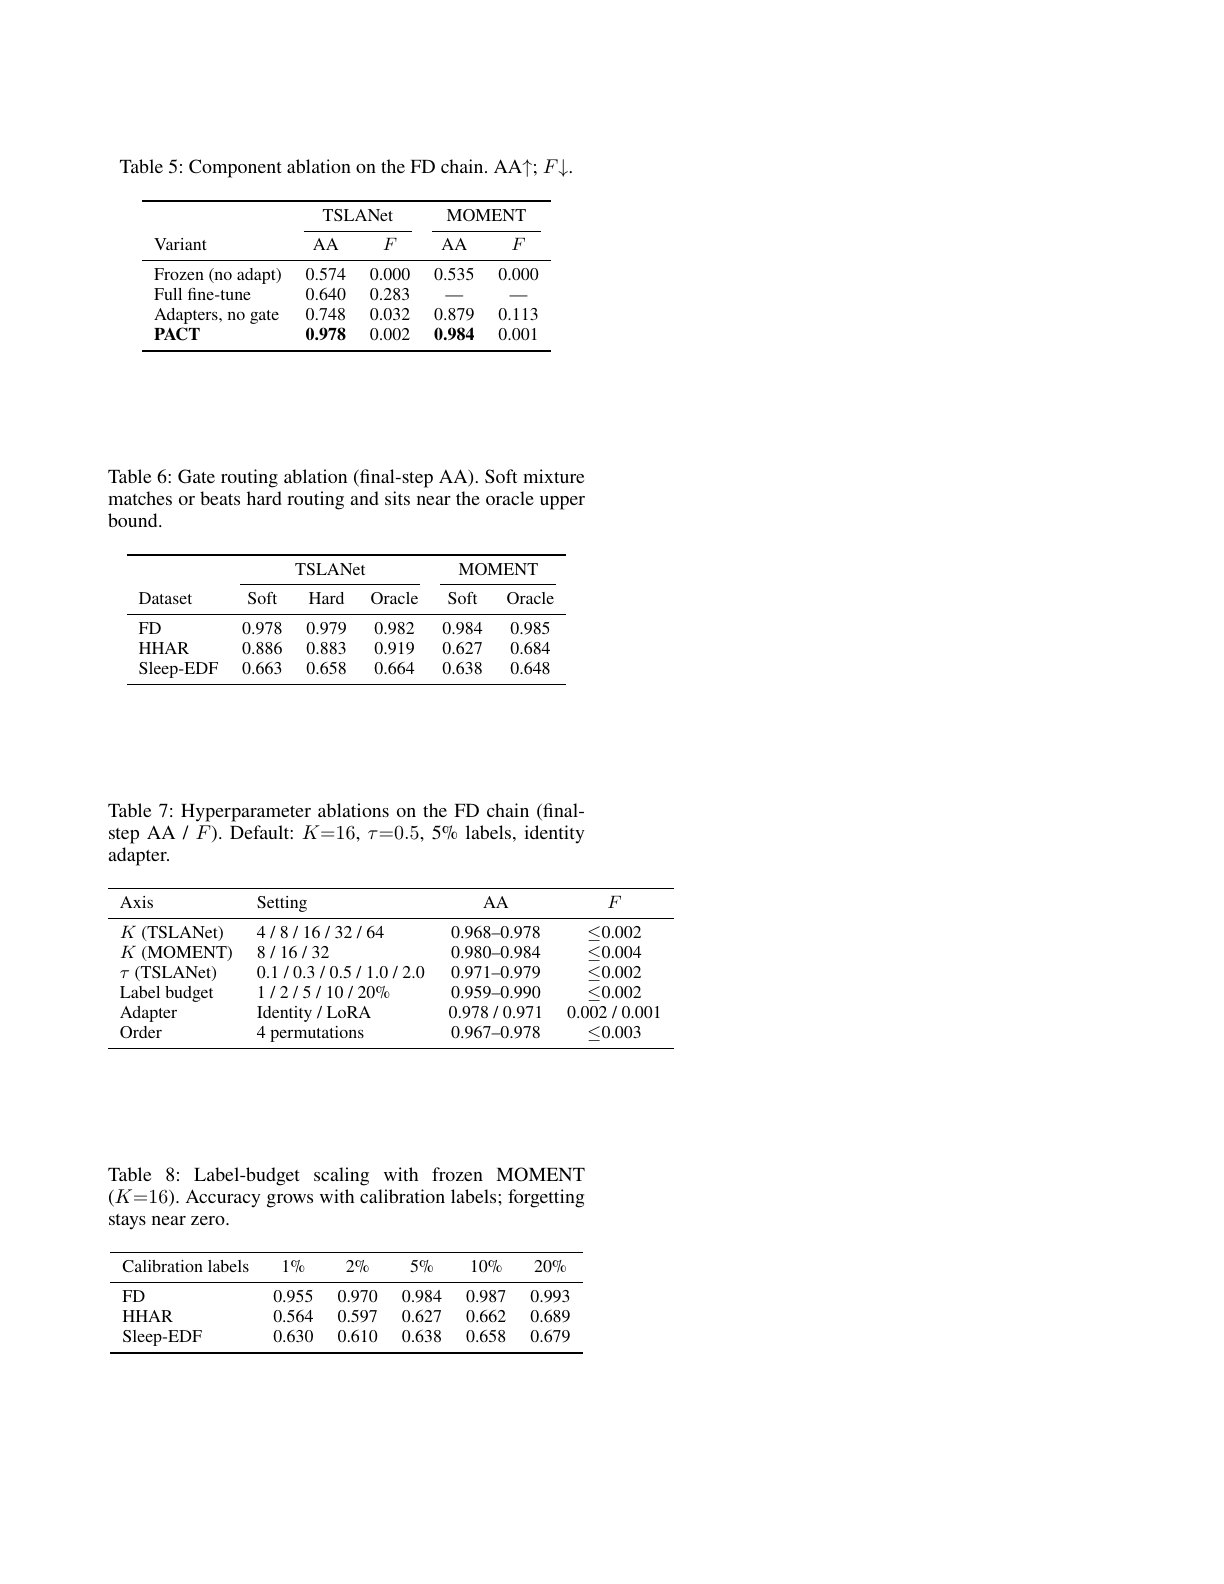 Table 5: Component ablation on the FD chain. AA↑; F↓.
TSLANet MOMENT
Variant AA F AA F
Frozen (no adapt) 0.574 0.000 0.535 0.000
Full fine-tune 0.640 0.283 — —
Adapters, no gate 0.748 0.032 0.879 0.113
PACT 0.978 0.002 0.984 0.001
Table 6: Gate routing ablation (final-step AA). Soft mixture
matches or beats hard routing and sits near the oracle upper
bound.
TSLANet MOMENT
Dataset Soft Hard Oracle Soft Oracle
FD 0.978 0.979 0.982 0.984 0.985
HHAR 0.886 0.883 0.919 0.627 0.684
Sleep-EDF 0.663 0.658 0.664 0.638 0.648
Table 7: Hyperparameter ablations on the FD chain (final-
step AA / F). Default: K=16, τ=0.5, 5% labels, identity
adapter.
Axis Setting AA F
K (TSLANet) 4 / 8 / 16 / 32 / 64 0.968–0.978 ≤0.002
K (MOMENT) 8 / 16 / 32 0.980–0.984 ≤0.004
τ (TSLANet) 0.1 / 0.3 / 0.5 / 1.0 / 2.0 0.971–0.979 ≤0.002
Label budget 1 / 2 / 5 / 10 / 20% 0.959–0.990 ≤0.002
Adapter Identity / LoRA 0.978 / 0.971 0.002 / 0.001
Order 4 permutations 0.967–0.978 ≤0.003
Table 8: Label-budget scaling with frozen MOMENT
(K=16). Accuracy grows with calibration labels; forgetting
stays near zero.
Calibration labels 1% 2% 5% 10% 20%
FD 0.955 0.970 0.984 0.987 0.993
HHAR 0.564 0.597 0.627 0.662 0.689
Sleep-EDF 0.630 0.610 0.638 0.658 0.679